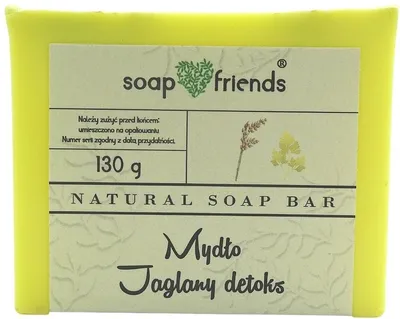 soap friends®
Należy zużyć przed końcem:
umieszczono na opakowaniu
Numer serii zgodny z datą przydatności.
130 g
NATURAL SOAP BAR
Mydło
Jaglany detoks